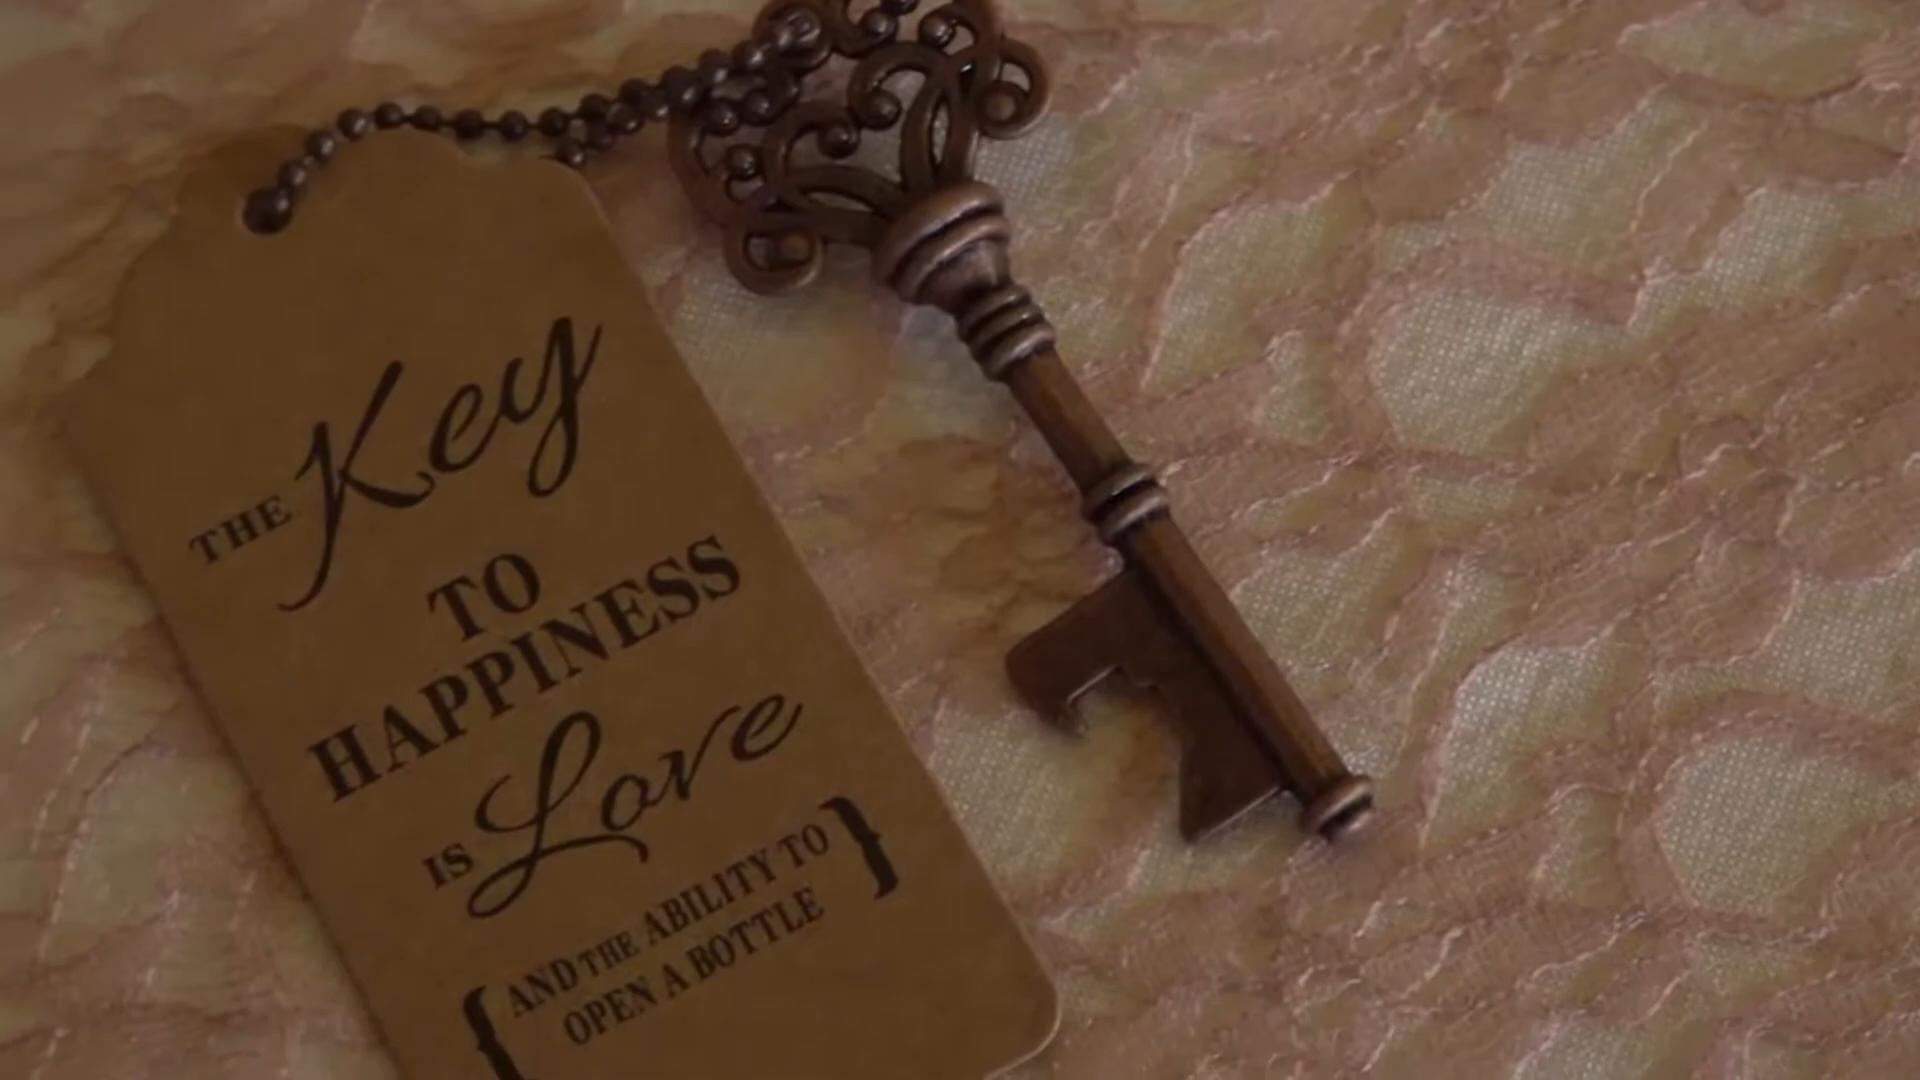 THE Key
TO
HAPPINESS
IS Love
{AND THE ABILITY TO
OPEN A BOTTLE}